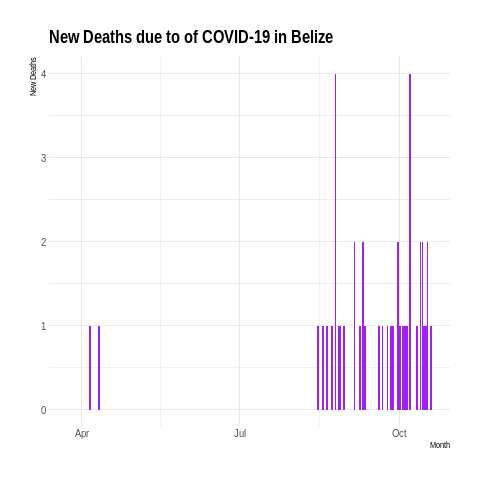 New Deaths due to of COVID-19 in Belize
New Deaths
4
3
2
1
0
Apr
Jul
Oct
Month